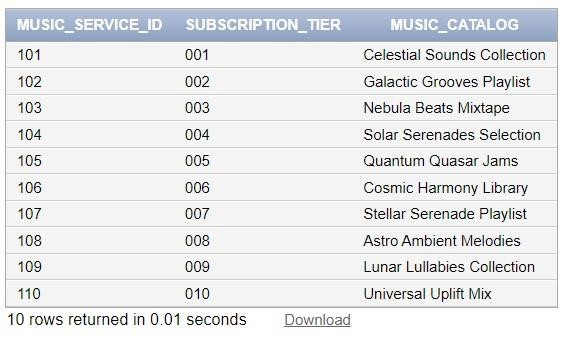 MUSIC_SERVICE_ID SUBSCRIPTION_TIER MUSIC_CATALOG
101 001 Celestial Sounds Collection
102 002 Galactic Grooves Playlist
103 003 Nebula Beats Mixtape
104 004 Solar Serenades Selection
105 005 Quantum Quasar Jams
106 006 Cosmic Harmony Library
107 007 Stellar Serenade Playlist
108 008 Astro Ambient Melodies
109 009 Lunar Lullabies Collection
110 010 Universal Uplift Mix
10 rows returned in 0.01 seconds Download